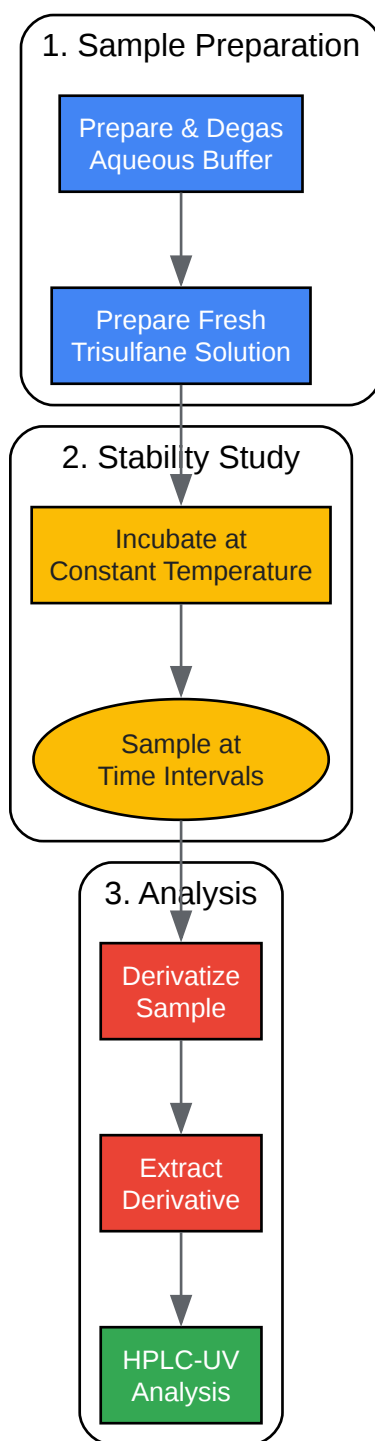 1. Sample Preparation
Prepare & Degas
Aqueous Buffer
Prepare Fresh
Trisulfane Solution
2. Stability Study
Incubate at
Constant Temperature
Sample at
Time Intervals
3. Analysis
Derivatize
Sample
Extract
Derivative
HPLC-UV
Analysis